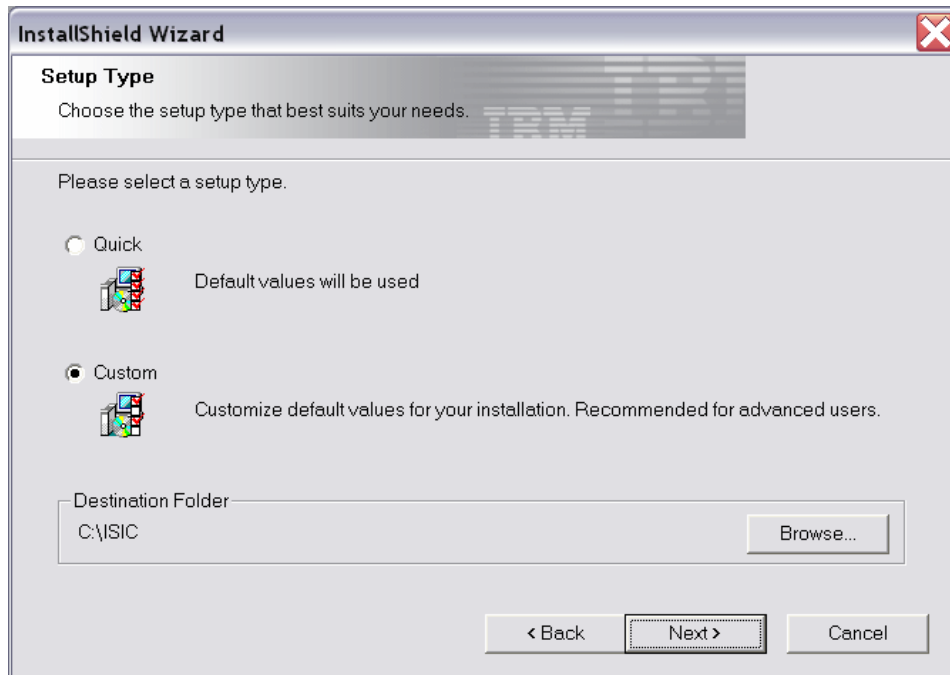 InstallShield Wizard
Setup Type
Choose the setup type that best suits your needs.
IBM
Please select a setup type.
Quick
Default values will be used
Custom
Customize default values for your installation. Recommended for advanced users.
Destination Folder
C:\ISIC
Browse...
< Back
Next >
Cancel